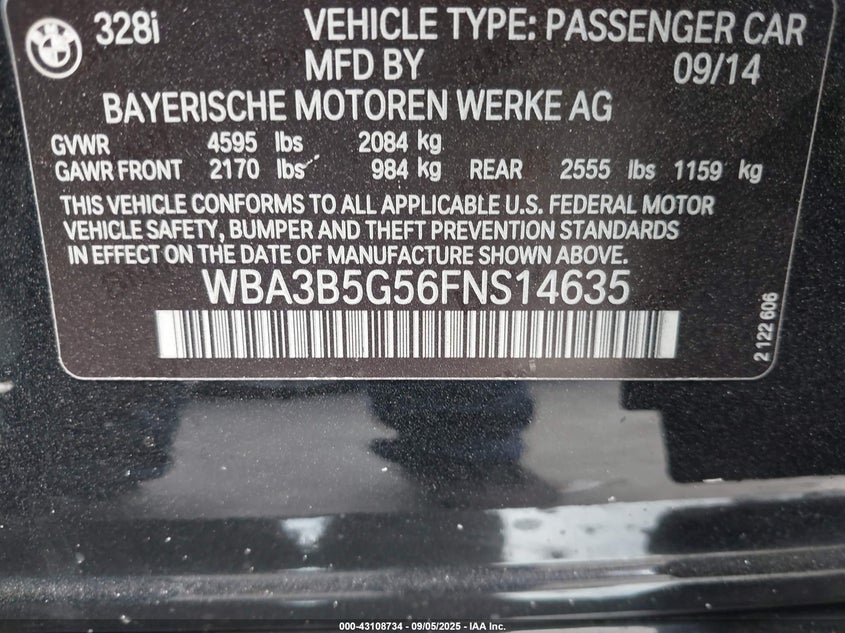 BMW
328i VEHICLE TYPE: PASSENGER CAR
MFD BY 09/14
BAYERISCHE MOTOREN WERKE AG
GVWR 4595 lbs 2084 kg
GAWR FRONT 2170 lbs 984 kg REAR 2555 lbs 1159 kg
THIS VEHICLE CONFORMS TO ALL APPLICABLE U.S. FEDERAL MOTOR
VEHICLE SAFETY, BUMPER AND THEFT PREVENTION STANDARDS
IN EFFECT ON THE DATE OF MANUFACTURE SHOWN ABOVE.
WBA3B5G56FNS14635
2 122 606
000-43108734 - 09/05/2025 - IAA Inc.